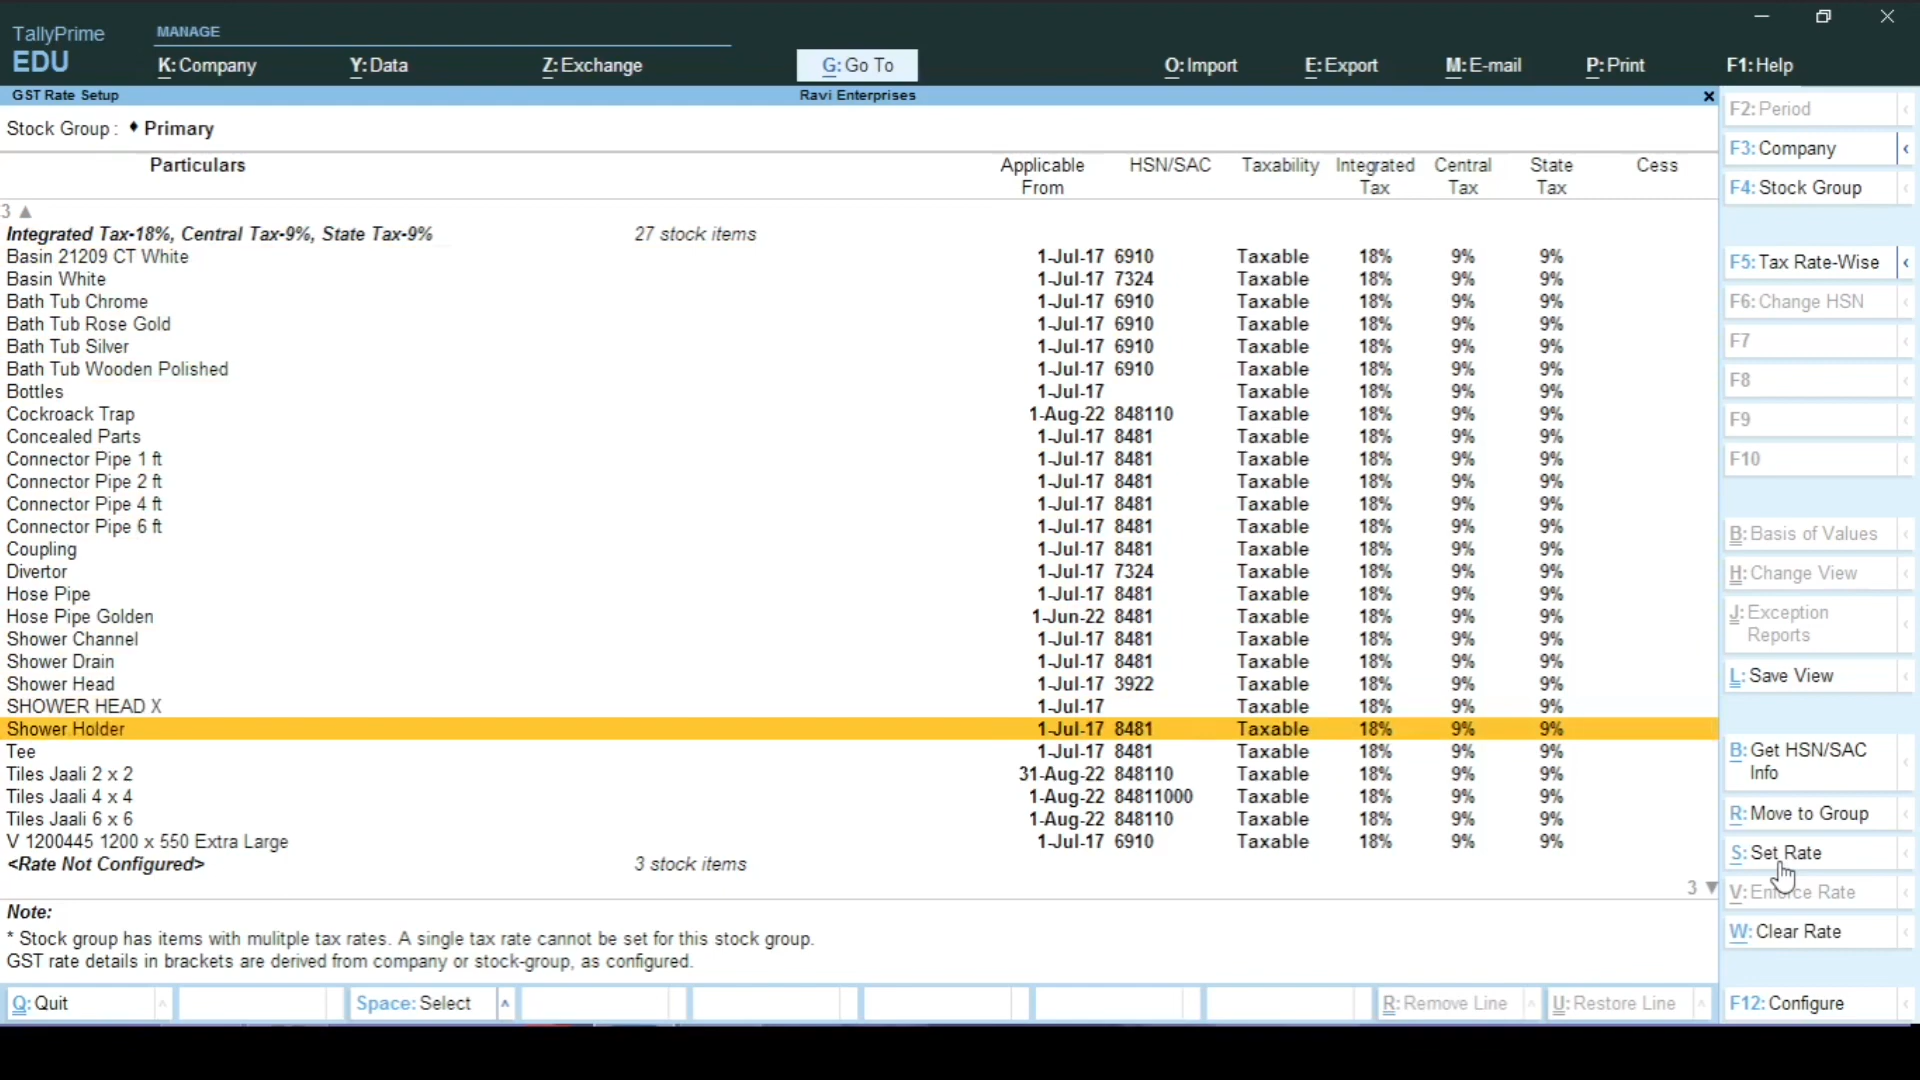 TallyPrime
EDU
MANAGE
K: Company
Y: Data
Z: Exchange
G: Go To
O: Import
E: Export
M: E-mail
P: Print
F1: Help
GST Rate Setup
Ravi Enterprises
Stock Group : ♦ Primary
Particulars
Applicable From
HSN/SAC
Taxability
Integrated Tax
Central Tax
State Tax
Cess
3 ▲
Integrated Tax-18%, Central Tax-9%, State Tax-9% 27 stock items
Basin 21209 CT White 1-Jul-17 6910 Taxable 18% 9% 9%
Basin White 1-Jul-17 7324 Taxable 18% 9% 9%
Bath Tub Chrome 1-Jul-17 6910 Taxable 18% 9% 9%
Bath Tub Rose Gold 1-Jul-17 6910 Taxable 18% 9% 9%
Bath Tub Silver 1-Jul-17 6910 Taxable 18% 9% 9%
Bath Tub Wooden Polished 1-Jul-17 6910 Taxable 18% 9% 9%
Bottles 1-Jul-17 Taxable 18% 9% 9%
Cockroack Trap 1-Aug-22 848110 Taxable 18% 9% 9%
Concealed Parts 1-Jul-17 8481 Taxable 18% 9% 9%
Connector Pipe 1 ft 1-Jul-17 8481 Taxable 18% 9% 9%
Connector Pipe 2 ft 1-Jul-17 8481 Taxable 18% 9% 9%
Connector Pipe 4 ft 1-Jul-17 8481 Taxable 18% 9% 9%
Connector Pipe 6 ft 1-Jul-17 8481 Taxable 18% 9% 9%
Coupling 1-Jul-17 8481 Taxable 18% 9% 9%
Divertor 1-Jul-17 7324 Taxable 18% 9% 9%
Hose Pipe 1-Jul-17 8481 Taxable 18% 9% 9%
Hose Pipe Golden 1-Jun-22 8481 Taxable 18% 9% 9%
Shower Channel 1-Jul-17 8481 Taxable 18% 9% 9%
Shower Drain 1-Jul-17 8481 Taxable 18% 9% 9%
Shower Head 1-Jul-17 3922 Taxable 18% 9% 9%
SHOWER HEAD X 1-Jul-17 Taxable 18% 9% 9%
Shower Holder 1-Jul-17 8481 Taxable 18% 9% 9%
Tee 1-Jul-17 8481 Taxable 18% 9% 9%
Tiles Jaali 2 x 2 31-Aug-22 848110 Taxable 18% 9% 9%
Tiles Jaali 4 x 4 1-Aug-22 84811000 Taxable 18% 9% 9%
Tiles Jaali 6 x 6 1-Aug-22 848110 Taxable 18% 9% 9%
V 1200445 1200 x 550 Extra Large 1-Jul-17 6910 Taxable 18% 9% 9%
<Rate Not Configured> 3 stock items
3 ▼
Note:
* Stock group has items with mulitple tax rates. A single tax rate cannot be set for this stock group.
GST rate details in brackets are derived from company or stock-group, as configured.
Q: Quit
Space: Select
R: Remove Line
U: Restore Line
F2: Period
F3: Company
F4: Stock Group
F5: Tax Rate-Wise
F6: Change HSN
F7
F8
F9
F10
B: Basis of Values
H: Change View
J: Exception
Reports
L: Save View
B: Get HSN/SAC
Info
R: Move to Group
S: Set Rate
V: Enforce Rate
W: Clear Rate
F12: Configure